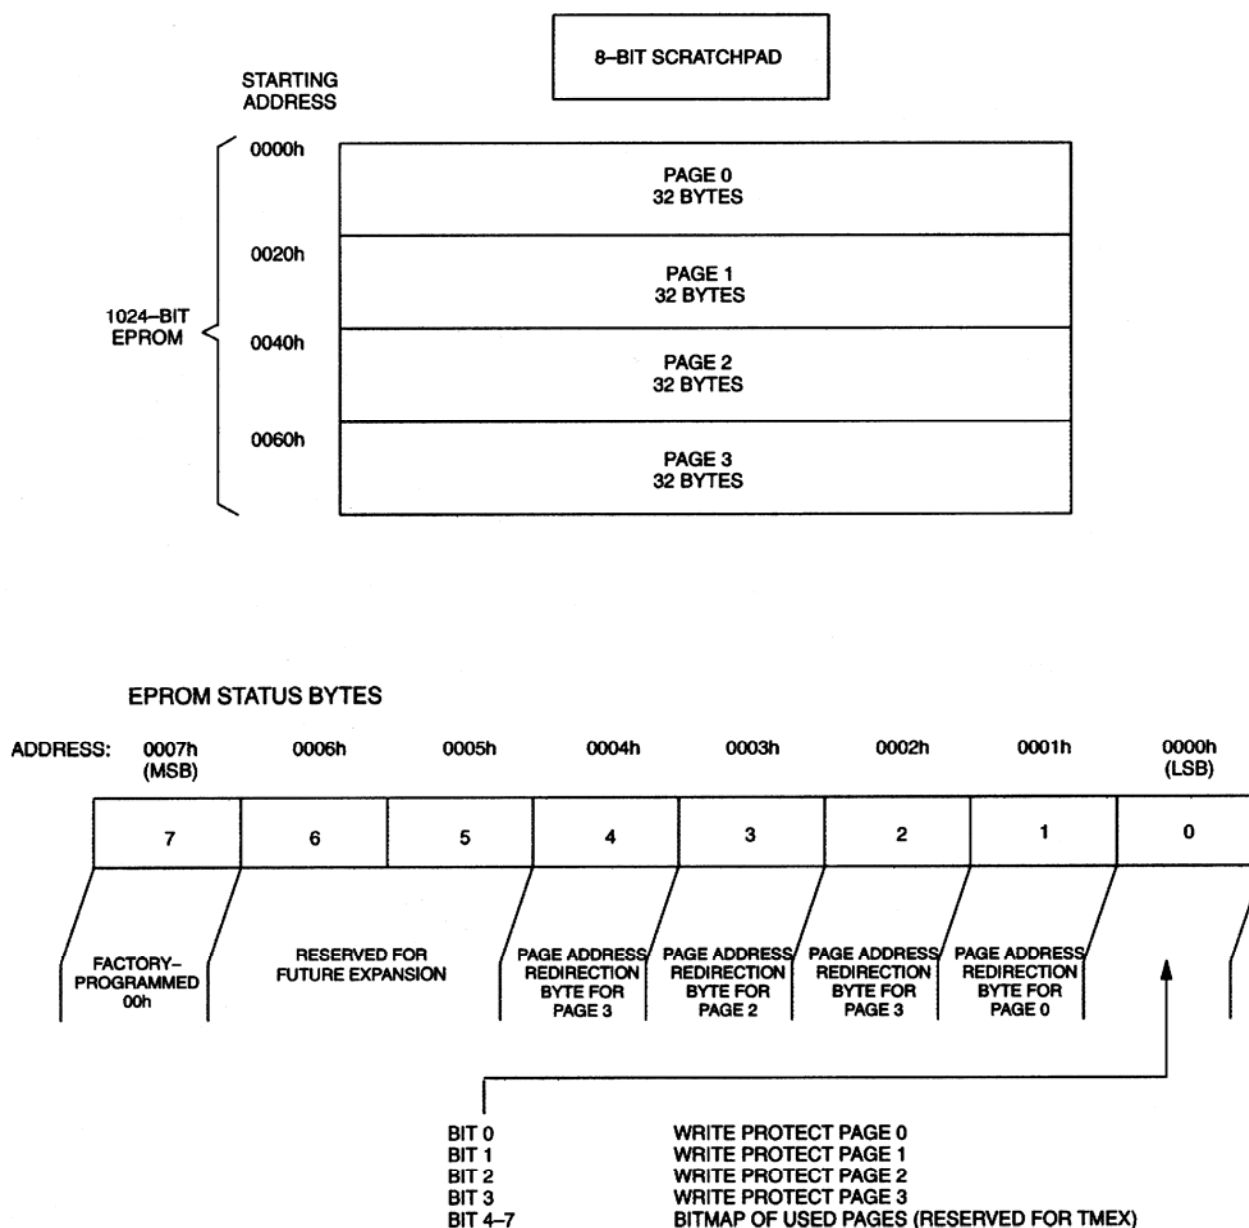 8–BIT SCRATCHPAD
STARTING
ADDRESS
0000h
PAGE 0
32 BYTES
0020h
PAGE 1
32 BYTES
1024–BIT
EPROM
0040h
PAGE 2
32 BYTES
0060h
PAGE 3
32 BYTES
EPROM STATUS BYTES
ADDRESS: 0007h 0006h 0005h 0004h 0003h 0002h 0001h 0000h
(MSB) (LSB)
7 6 5 4 3 2 1 0
FACTORY–
PROGRAMMED
00h
RESERVED FOR
FUTURE EXPANSION
PAGE ADDRESS
REDIRECTION
BYTE FOR
PAGE 3
PAGE ADDRESS
REDIRECTION
BYTE FOR
PAGE 2
PAGE ADDRESS
REDIRECTION
BYTE FOR
PAGE 3
PAGE ADDRESS
REDIRECTION
BYTE FOR
PAGE 0
BIT 0 WRITE PROTECT PAGE 0
BIT 1 WRITE PROTECT PAGE 1
BIT 2 WRITE PROTECT PAGE 2
BIT 3 WRITE PROTECT PAGE 3
BIT 4–7 BITMAP OF USED PAGES (RESERVED FOR TMEX)